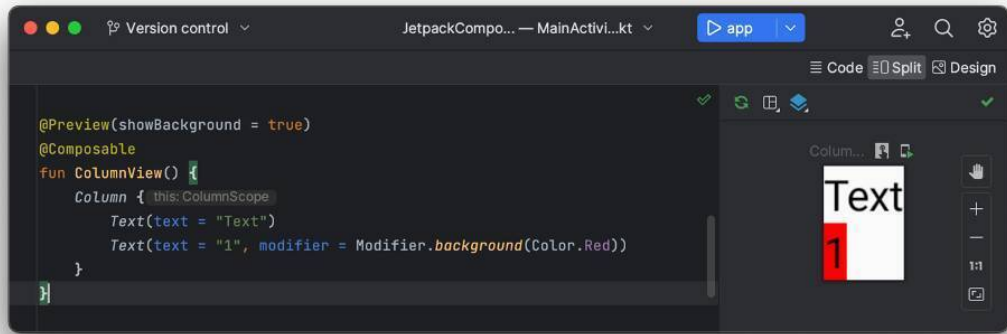 Version control
JetpackCompo... — MainActivi...kt
app
Code Split Design
@Preview(showBackground = true)
@Composable
fun ColumnView() {
Column { this: ColumnScope
Text(text = "Text")
Text(text = "1", modifier = Modifier.background(Color.Red))
}
}
Colum...
Text
1
1:1